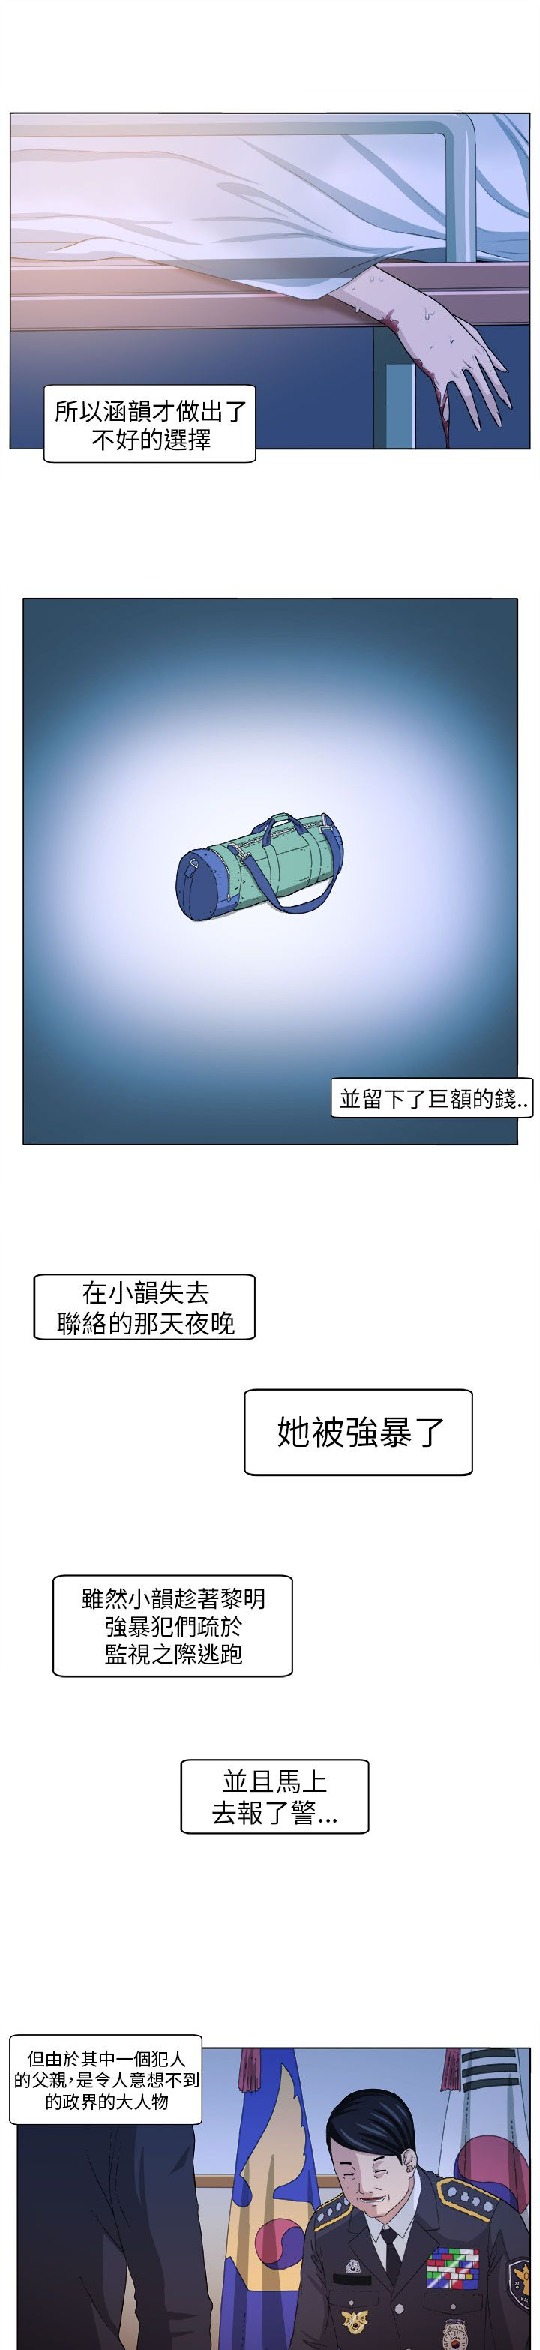 所以涵韻才做出了
不好的選擇
並留下了巨額的錢..
在小韻失去
聯絡的那天夜晚
她被強暴了
雖然小韻趁著黎明
強暴犯們疏於
監視之際逃跑
並且馬上
去報了警...
但由於其中一個犯人
的父親,是令人意想不到
的政界的大人物